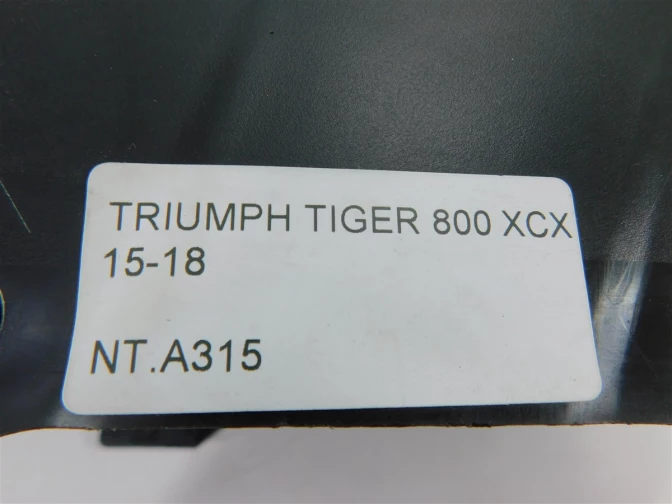 TRIUMPH TIGER 800 XCX
15-18
NT.A315